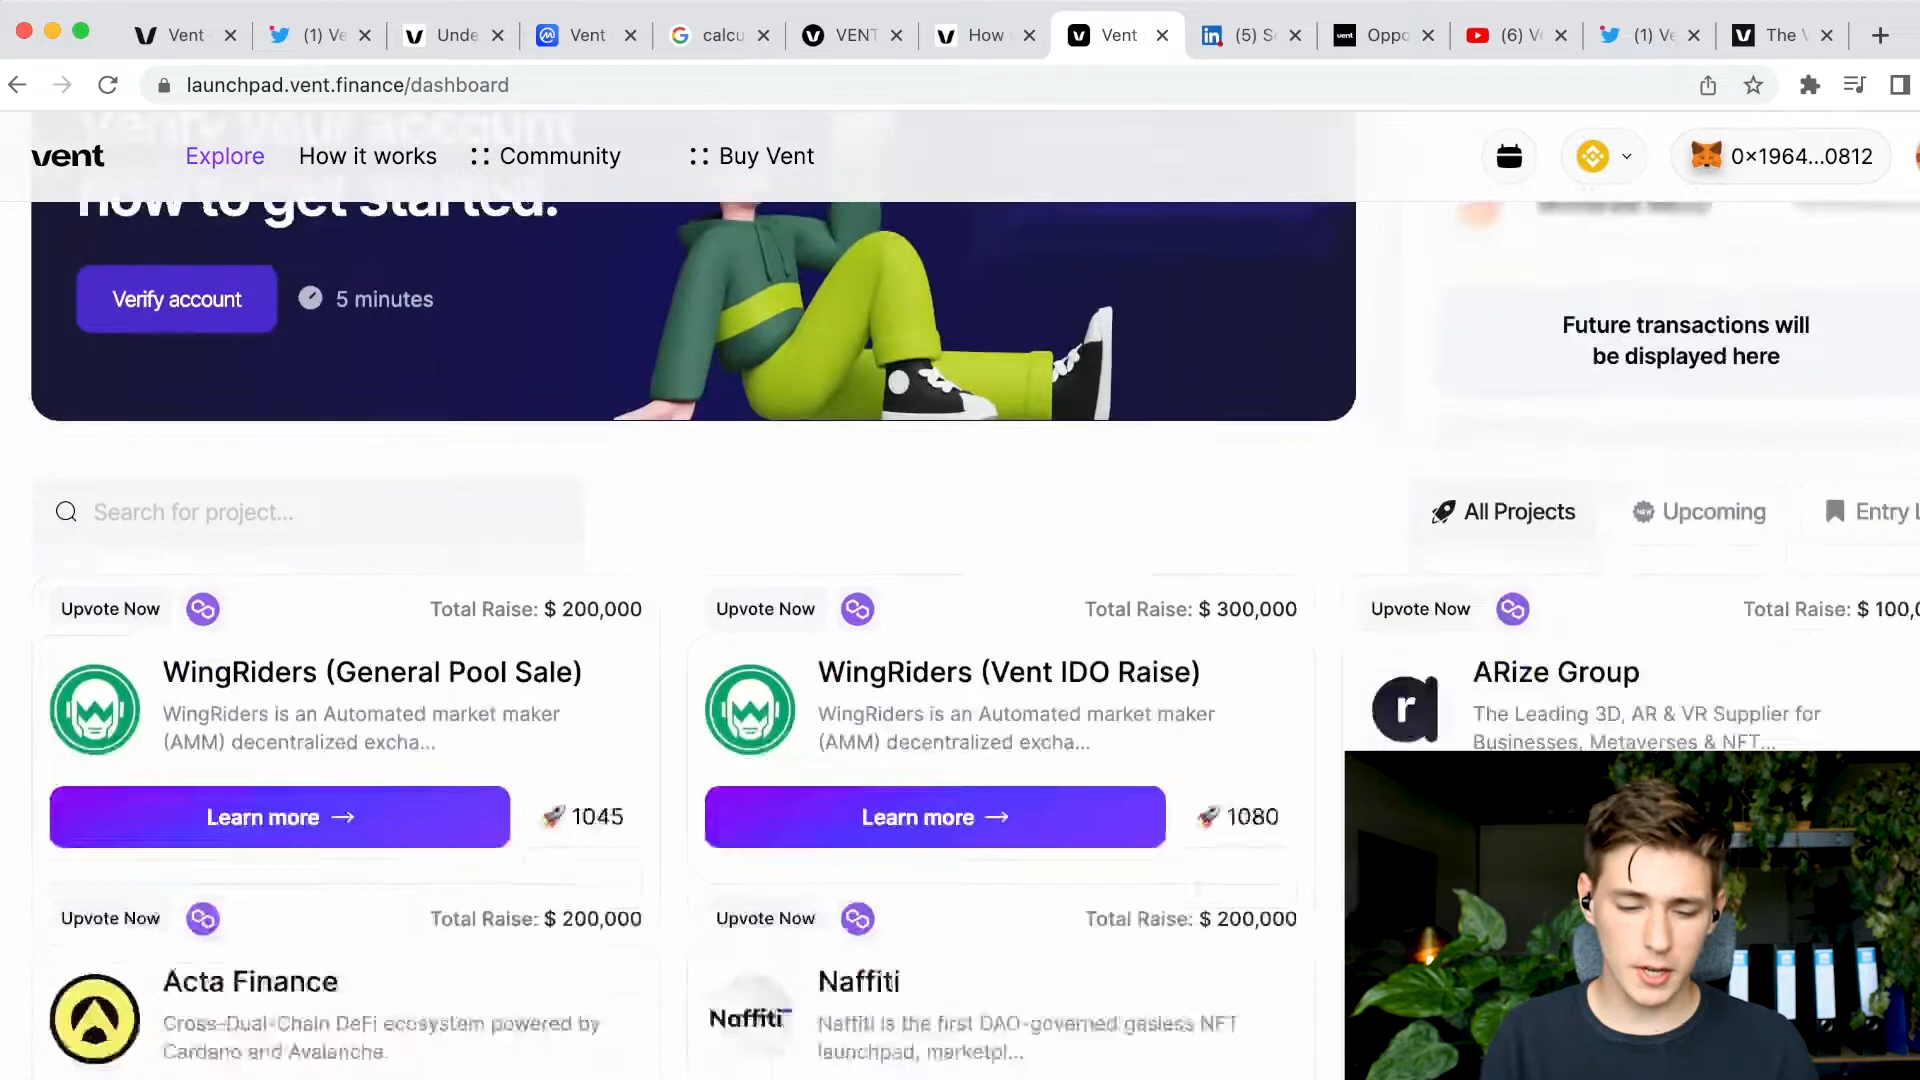 Vent
(1) Ve
Unde
Vent
calcu
VENT
How
Vent
(5) S
Oppo
(6) V
(1) Ve
The V
launchpad.vent.finance/dashboard
Verify your account
vent
Explore
How it works
Community
Buy Vent
0×1964...0812
how to get started.
Verify account
5 minutes
Future transactions will
be displayed here
Search for project...
All Projects
Upcoming
Entry L
Upvote Now
Total Raise: $ 200,000
WingRiders (General Pool Sale)
WingRiders is an Automated market maker
(AMM) decentralized excha...
Learn more →
1045
Upvote Now
Total Raise: $ 300,000
WingRiders (Vent IDO Raise)
WingRiders is an Automated market maker
(AMM) decentralized excha...
Learn more →
1080
Upvote Now
Total Raise: $ 100,0
r
ARize Group
The Leading 3D, AR & VR Supplier for
Businesses, Metaverses & NFT...
Upvote Now
Total Raise: $ 200,000
Acta Finance
Cross-Dual-Chain DeFi ecosystem powered by
Cardano and Avalanche.
Upvote Now
Total Raise: $ 200,000
Naffiti
Naffiti
Naffiti is the first DAO-governed gasless NFT
launchpad, marketpl...